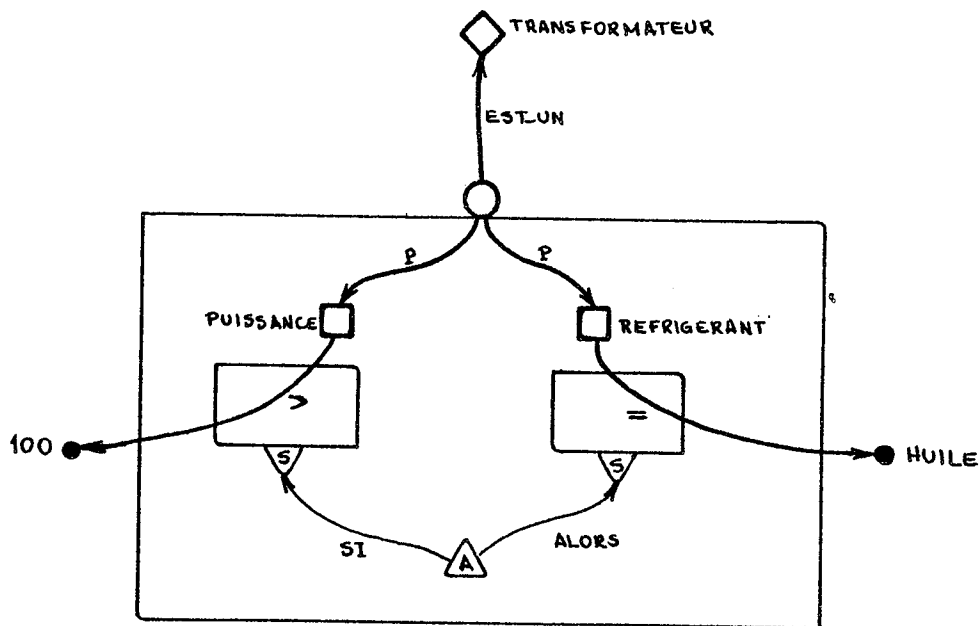 TRANSFORMATEUR
EST_UN
P P
PUISSANCE REFRIGERANT
> =
100 HUILE
S S
SI ALORS
A